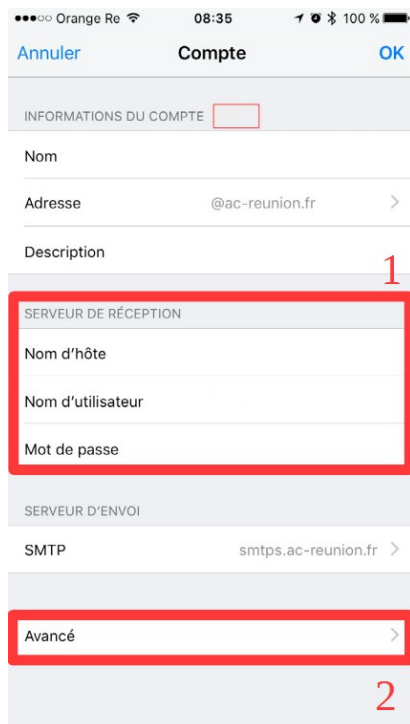 Orange Re 08:35 100 %
Annuler Compte OK
INFORMATIONS DU COMPTE
Nom
Adresse @ac-reunion.fr
Description
1
SERVEUR DE RÉCEPTION
Nom d'hôte
Nom d'utilisateur
Mot de passe
SERVEUR D'ENVOI
SMTP smtps.ac-reunion.fr
Avancé
2